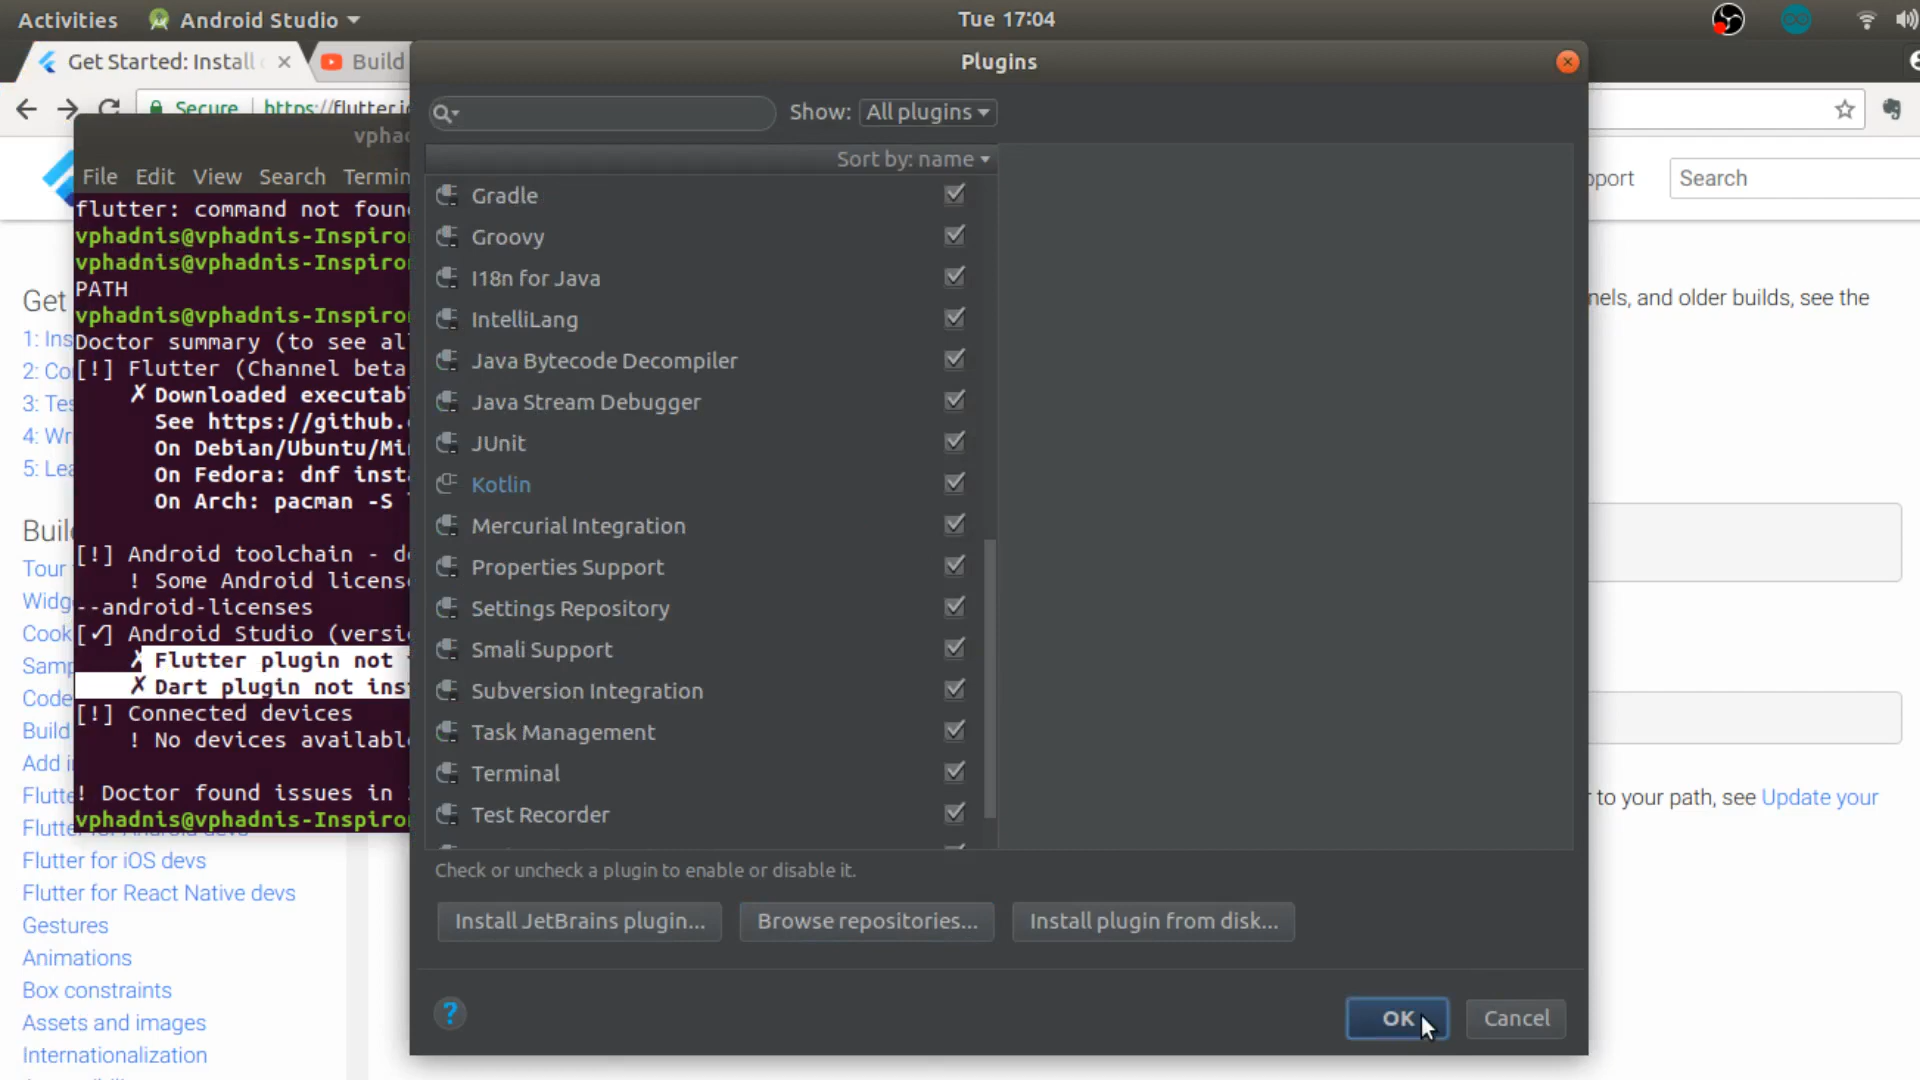 Activities
Android Studio
Tue 17:04
Get Started: Install
Build
Plugins
Secure
https://flutter.i
Show:
All plugins
Sort by: name
Gradle
Groovy
I18n for Java
IntelliLang
Java Bytecode Decompiler
Java Stream Debugger
JUnit
Kotlin
Mercurial Integration
Properties Support
Settings Repository
Smali Support
Subversion Integration
Task Management
Terminal
Test Recorder
Check or uncheck a plugin to enable or disable it.
Install JetBrains plugin...
Browse repositories...
Install plugin from disk...
?
OK
Cancel
vphad
File Edit View Search Termin
flutter: command not foun
vphadnis@vphadnis-Inspiro
vphadnis@vphadnis-Inspiro
PATH
vphadnis@vphadnis-Inspiro
Doctor summary (to see al
[!] Flutter (Channel beta
✗ Downloaded executab
See https://github.
On Debian/Ubuntu/Mi
On Fedora: dnf inst
On Arch: pacman -S
[!] Android toolchain - d
! Some Android license
--android-licenses
[✓] Android Studio (versi
✗ Flutter plugin not
✗ Dart plugin not ins
[!] Connected devices
! No devices available
! Doctor found issues in
vphadnis@vphadnis-Inspiro
Get
1: Ins
2: Co
3: Tes
4: Wr
5: Lea
Buil
Tour
Widg
Cook
Samp
Code
Build
Add i
Flutte
Flutter for Android devs
Flutter for iOS devs
Flutter for React Native devs
Gestures
Animations
Box constraints
Assets and images
Internationalization
pport
Search
nels, and older builds, see the
to your path, see Update your